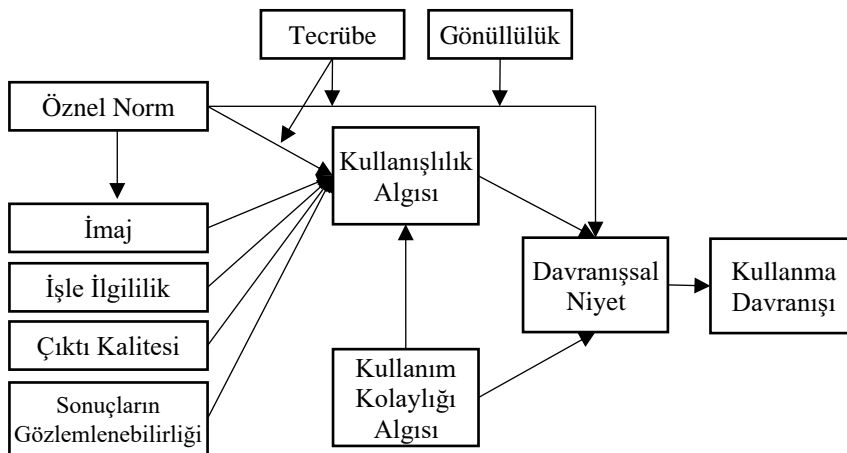 Tecrübe
Gönüllülük
Öznel Norm
Kullanışlılık
Algısı
İmaj
İşle İlgililik
Davranışsal
Niyet
Kullanma
Davranışı
Çıktı Kalitesi
Kullanım
Kolaylığı
Algısı
Sonuçların
Gözlemlenebilirliği